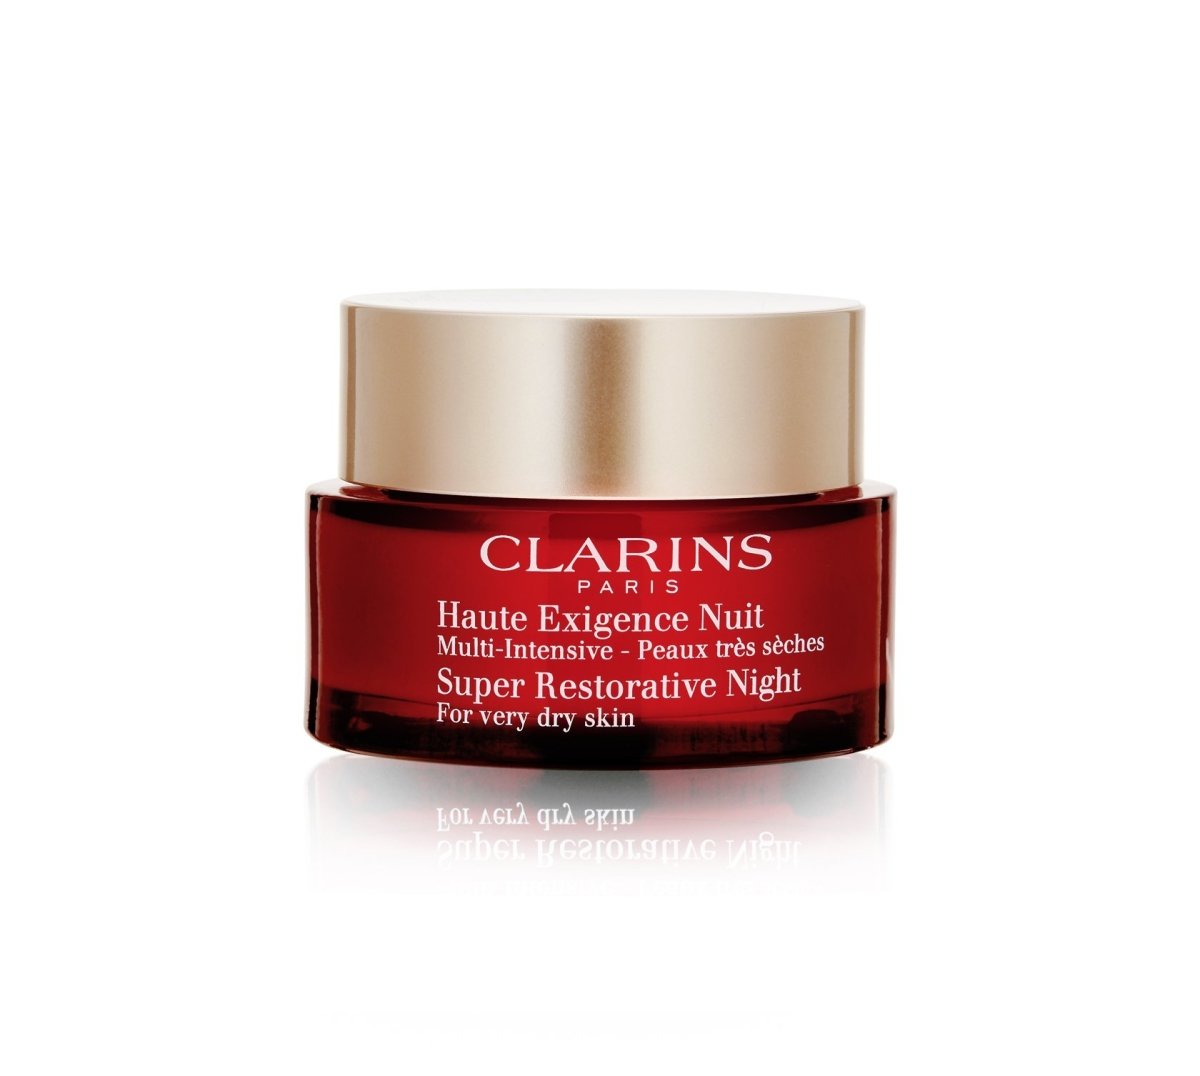 CLARINS
PARIS
Haute Exigence Nuit
Multi-Intensive - Peaux très sèches
Super Restorative Night
For very dry skin